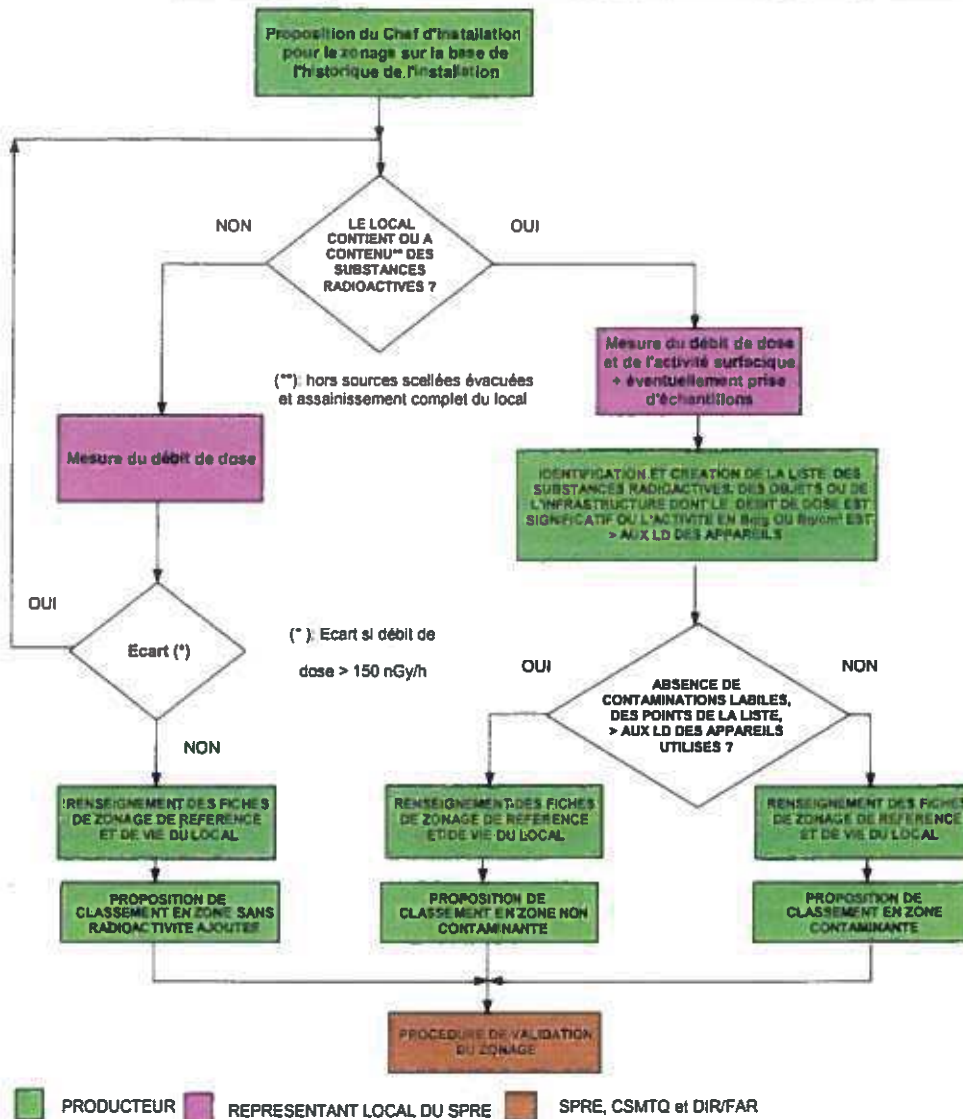 Proposition du Chef d'Installation
pour le zonage sur la base de
l'historique de l'installation
NON
OUI
LE LOCAL
CONTIENT OU A
CONTENU** DES
SUBSTANCES
RADIOACTIVES ?
Mesure du débit de dose
et de l'activité surfacique
+ éventuellement prise
d'échantillons
(**): hors sources scellées évacuées
et assainissement complet du local
Mesure du débit de dose
IDENTIFICATION ET CREATION DE LA LISTE DES
SUBSTANCES RADIOACTIVES, DES OBJETS OU DE
L'INFRASTRUCTURE DONT LE DEBIT DE DOSE EST
SIGNIFICATIF OU L'ACTIVITE EN Bq/g OU Bq/cm² EST
> AUX LD DES APPAREILS
OUI
Ecart (*)
(*): Ecart si débit de
dose > 150 nGy/h
NON
OUI
NON
ABSENCE DE
CONTAMINATIONS LABILES,
DES POINTS DE LA LISTE,
> AUX LD DES APPAREILS
UTILISES ?
RENSEIGNEMENT DES FICHES
DE ZONAGE DE REFERENCE
ET DE VIE DU LOCAL
RENSEIGNEMENT DES FICHES
DE ZONAGE DE REFERENCE
ET DE VIE DU LOCAL
RENSEIGNEMENT DES FICHES
DE ZONAGE DE REFERENCE
ET DE VIE DU LOCAL
PROPOSITION DE
CLASSEMENT EN ZONE SANS
RADIOACTIVITE AJOUTEE
PROPOSITION DE
CLASSEMENT EN ZONE NON
CONTAMINANTE
PROPOSITION DE
CLASSEMENT EN ZONE
CONTAMINANTE
PROCEDURE DE VALIDATION
DU ZONAGE
PRODUCTEUR
REPRESENTANT LOCAL DU SPRE
SPRE, CSMTQ et DIR/FAR